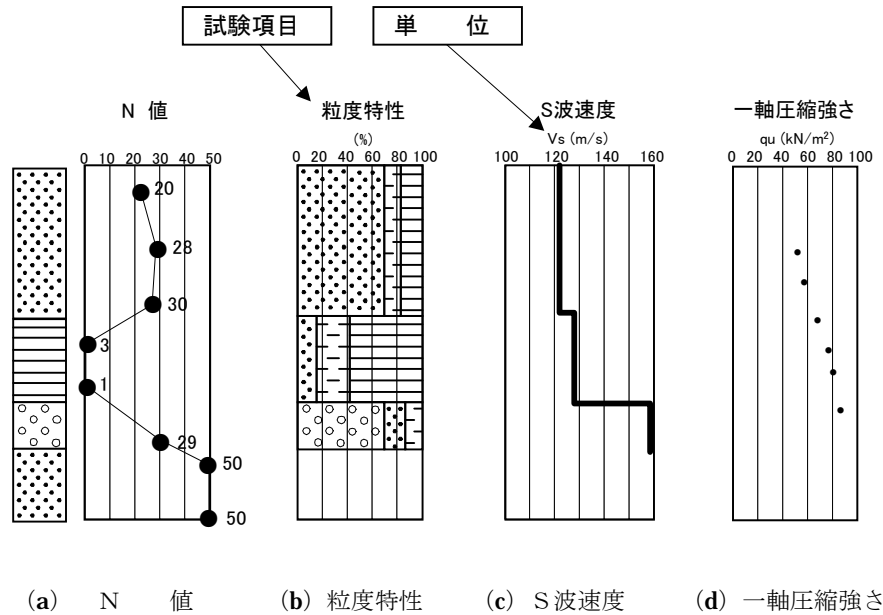 試験項目
単 位
N 値
粒度特性
S波速度
一軸圧縮強さ
(%)
Vs (m/s)
qu (kN/m²)
0 10 20 30 40 50
0 20 40 60 80 100
100 120 140 160
0 20 40 60 80 100
20
28
30
3
1
29
50
50
(a) N 値
(b) 粒度特性
(c) S波速度
(d) 一軸圧縮強さ